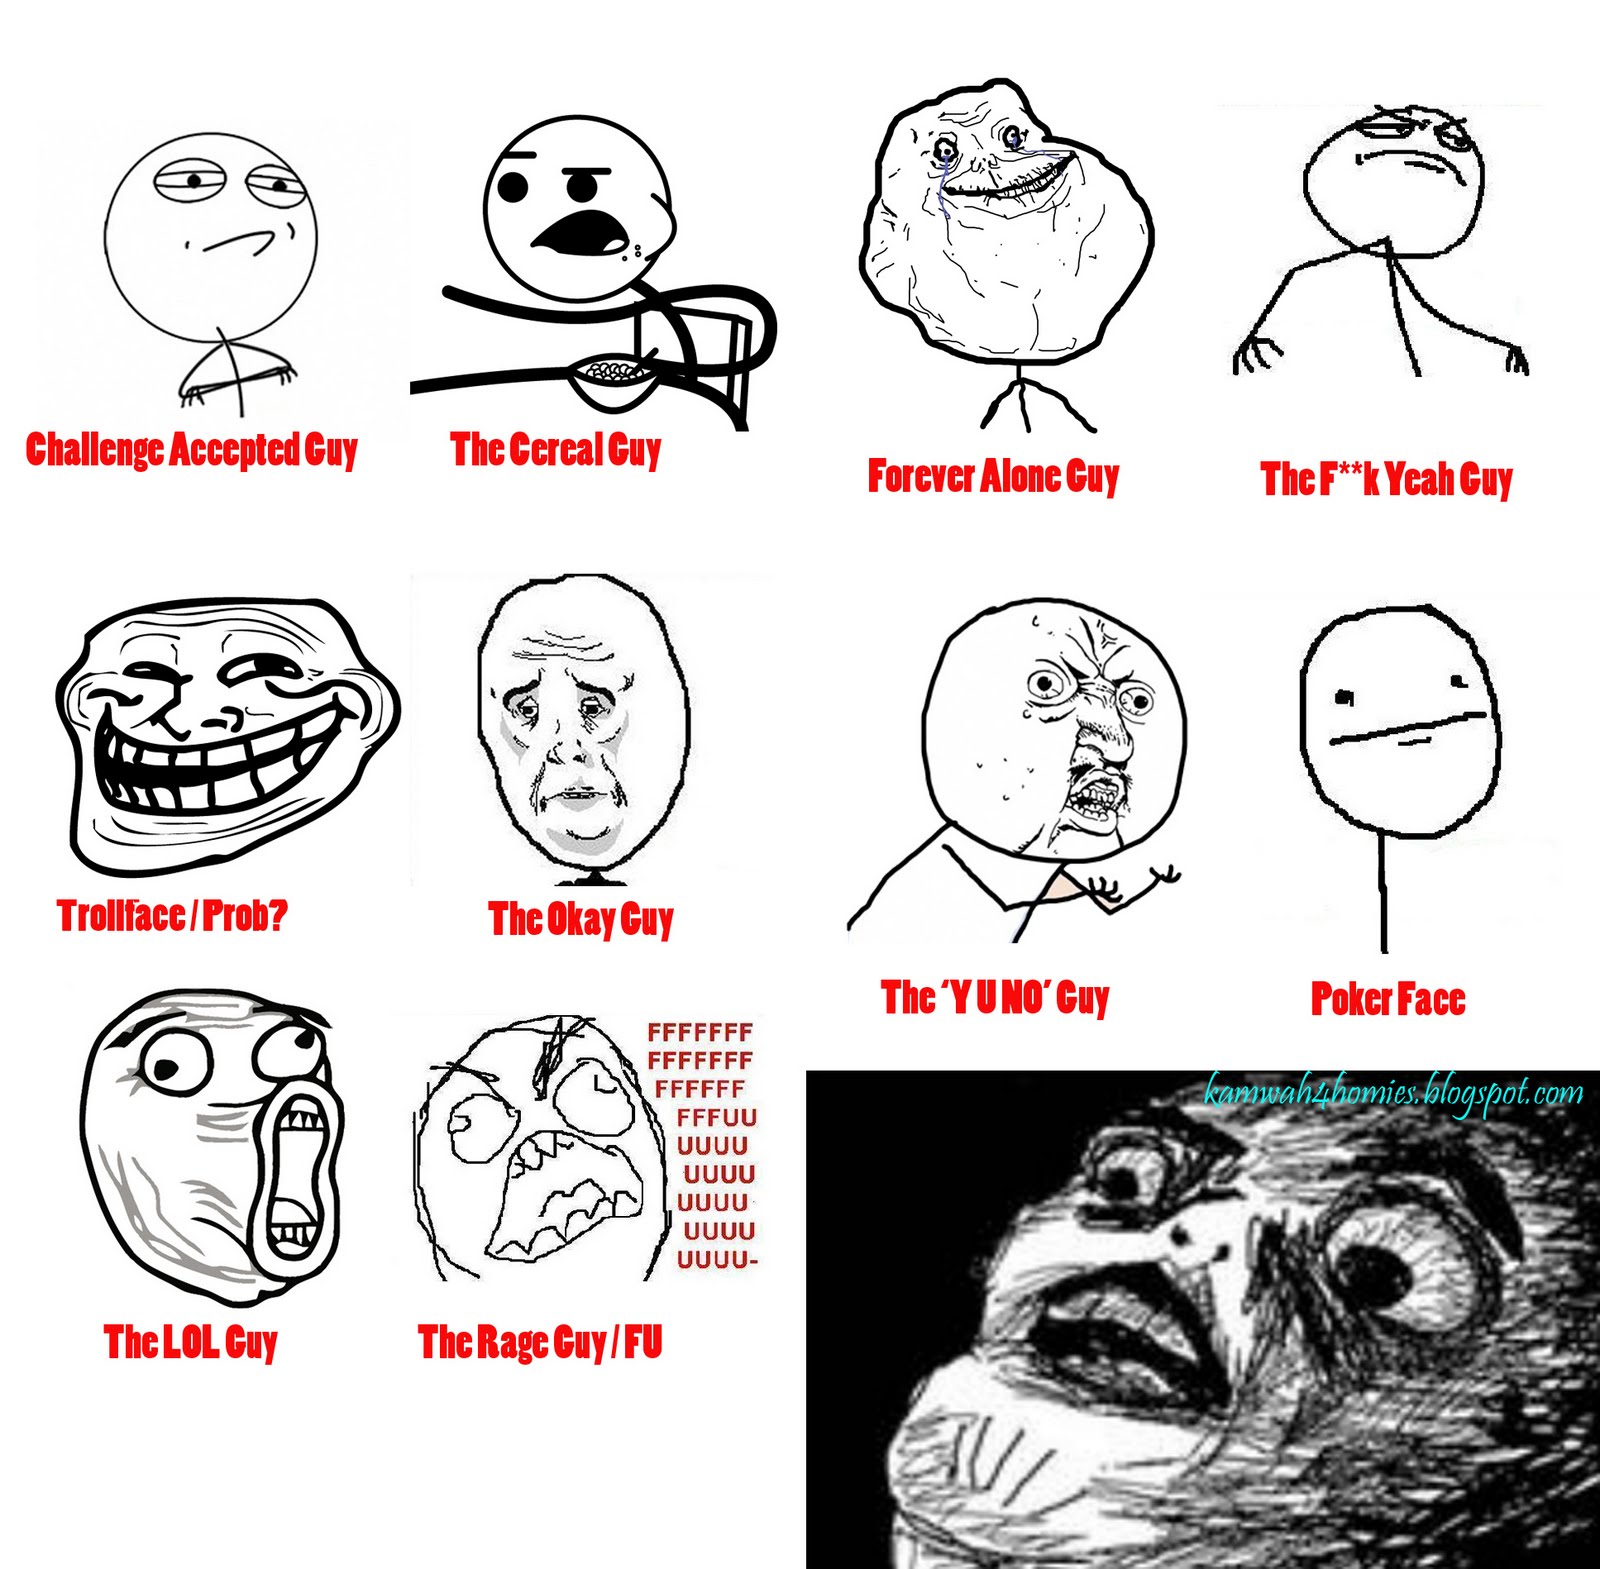 Challenge Accepted Guy
The Cereal Guy
Forever Alone Guy
The F**k Yeah Guy
Trollface / Prob?
The Okay Guy
The 'Y U NO' Guy
Poker Face
FFFFFFF
FFFFFFF
FFFFFF
FFFUU
UUUU
UUUU
UUUU
UUUU
UUUU-
The LOL Guy
The Rage Guy / FU
kamwah4homies.blogspot.com